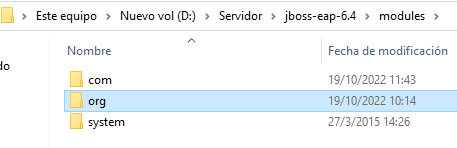 Este equipo > Nuevo vol (D:) > Servidor > jboss-eap-6.4 > modules >
Nombre Fecha de modificación
do
com 19/10/2022 11:43
org 19/10/2022 10:14
system 27/3/2015 14:26